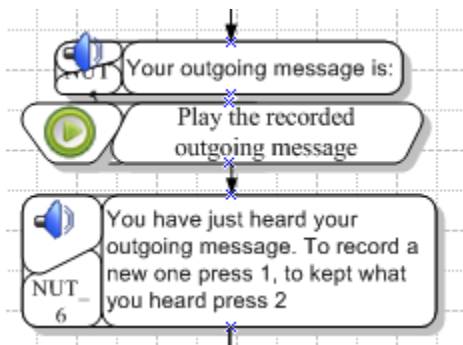 NUT
Your outgoing message is:
Play the recorded
outgoing message
You have just heard your
outgoing message. To record a
new one press 1, to kept what
you heard press 2
NUT_
6